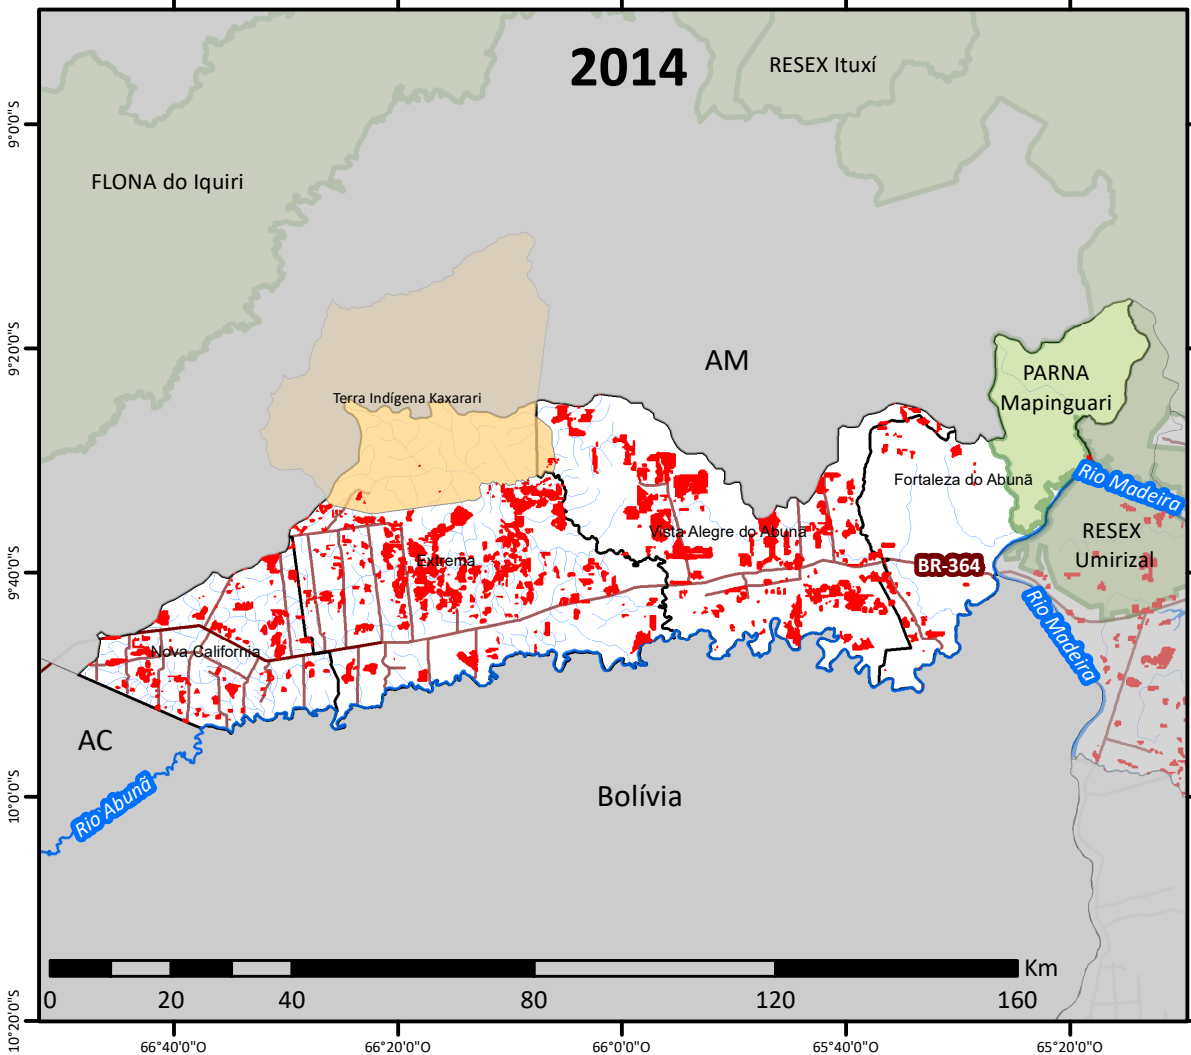 2014
RESEX Ituxí
FLONA do Iquiri
AM
PARNA
Mapinguari
Terra Indígena Kaxarari
Fortaleza do Abunã
Rio Madeira
Vista Alegre do Abunã
RESEX
Umirizal
Extrema
BR-364
Rio Madeira
Nova California
AC
Rio Abunã
Bolívia
Km
0 20 40 80 120 160
9°0'0"S
9°20'0"S
9°40'0"S
10°0'0"S
10°20'0"S
66°40'0"O 66°20'0"O 66°0'0"O 65°40'0"O 65°20'0"O